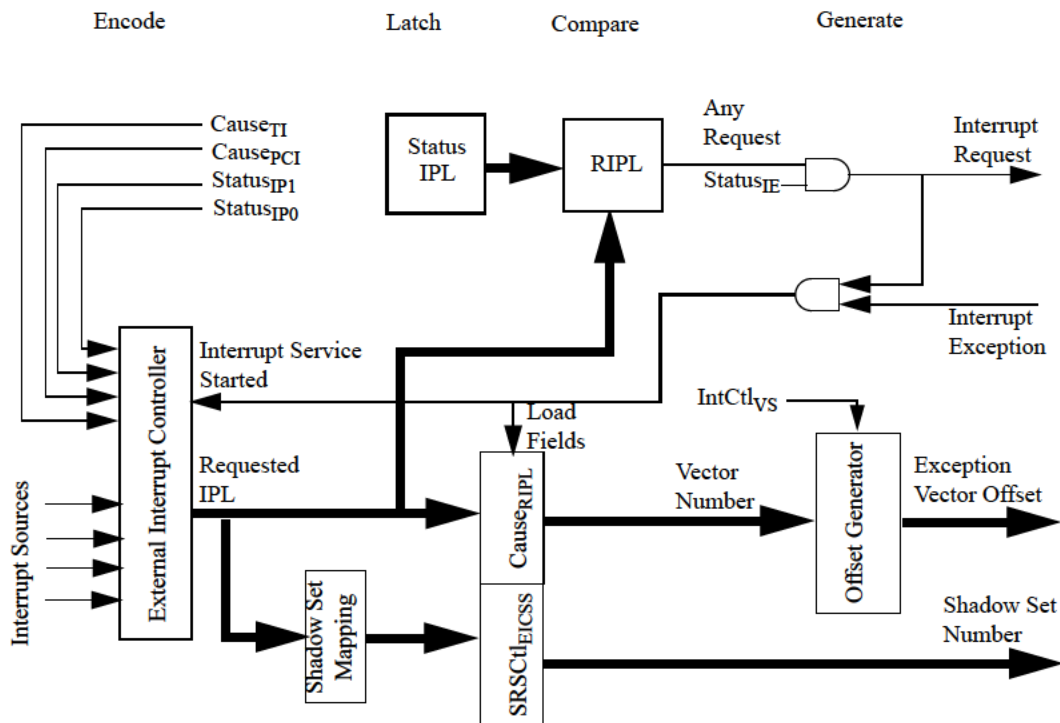 Encode
Latch
Compare
Generate
CauseTI
CausePCI
StatusIP1
StatusIP0
Status
IPL
RIPL
Any
Request
StatusIE
Interrupt
Request
Interrupt
Exception
Interrupt Service
Started
Load
Fields
IntCtlVS
External Interrupt Controller
Requested
IPL
Interrupt Sources
Shadow Set
Mapping
CauseRIPL
SRSCtlEICSS
Vector
Number
Offset Generator
Exception
Vector Offset
Shadow Set
Number